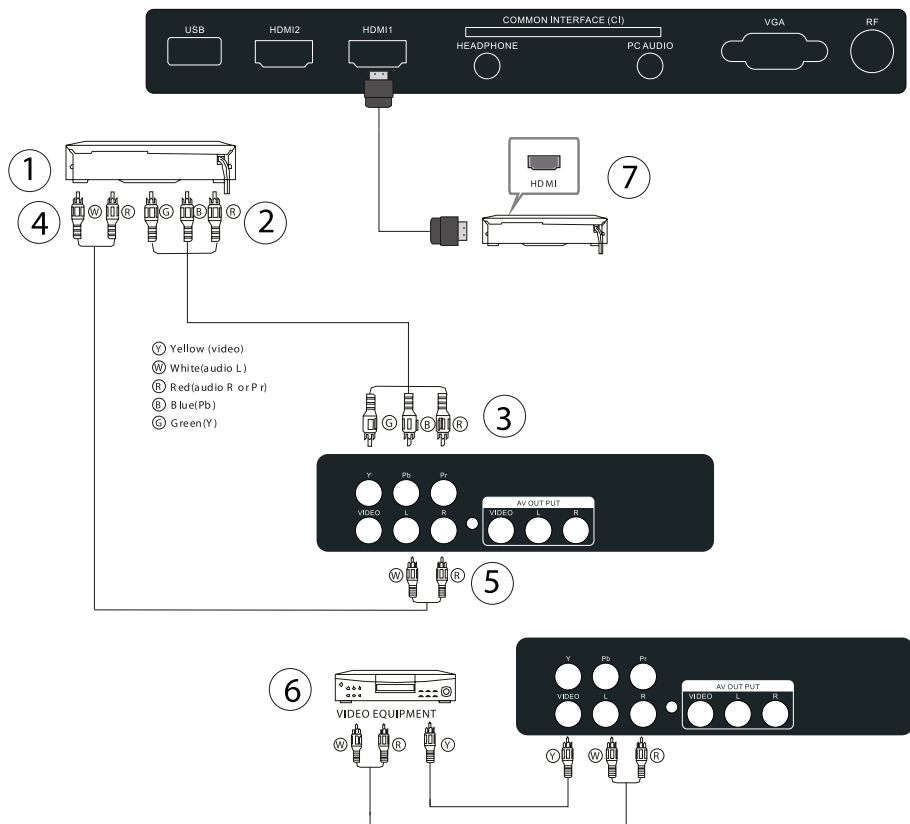 USB HDMI2 HDMI1 COMMON INTERFACE (CI) VGA RF
HEADPHONE PC AUDIO
1
HDMI
7
4 W R G B R 2
Y Yellow (video)
W White(audio L)
R Red(audio R or Pr)
B Blue(Pb)
G Green(Y)
G B R 3
Y Pb Pr
AV OUT PUT
VIDEO L R VIDEO L R
W R 5
6
VIDEO EQUIPMENT
Y Pb Pr
AV OUT PUT
VIDEO L R VIDEO L R
W R Y Y W R